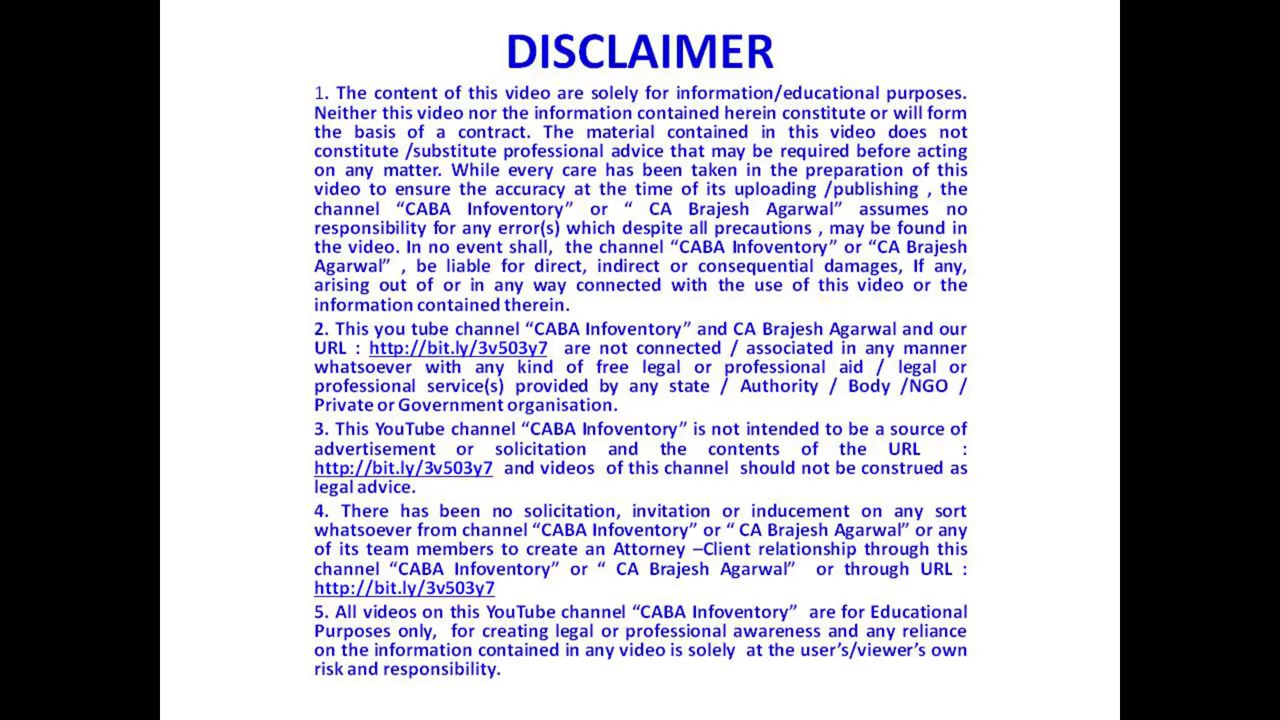 DISCLAIMER
1. The content of this video are solely for information/educational purposes.
Neither this video nor the information contained herein constitute or will form
the basis of a contract. The material contained in this video does not
constitute /substitute professional advice that may be required before acting
on any matter. While every care has been taken in the preparation of this
video to ensure the accuracy at the time of its uploading /publishing , the
channel “CABA Infoventory” or “ CA Brajesh Agarwal” assumes no
responsibility for any error(s) which despite all precautions , may be found in
the video. In no event shall, the channel “CABA Infoventory” or “CA Brajesh
Agarwal” , be liable for direct, indirect or consequential damages, If any,
arising out of or in any way connected with the use of this video or the
information contained therein.
2. This you tube channel “CABA Infoventory” and CA Brajesh Agarwal and our
URL : http://bit.ly/3v503y7 are not connected / associated in any manner
whatsoever with any kind of free legal or professional aid / legal or
professional service(s) provided by any state / Authority / Body /NGO /
Private or Government organisation.
3. This YouTube channel “CABA Infoventory” is not intended to be a source of
advertisement or solicitation and the contents of the URL :
http://bit.ly/3v503y7 and videos of this channel should not be construed as
legal advice.
4. There has been no solicitation, invitation or inducement on any sort
whatsoever from channel “CABA Infoventory” or “ CA Brajesh Agarwal” or any
of its team members to create an Attorney –Client relationship through this
channel “CABA Infoventory” or “ CA Brajesh Agarwal” or through URL :
http://bit.ly/3v503y7
5. All videos on this YouTube channel “CABA Infoventory” are for Educational
Purposes only, for creating legal or professional awareness and any reliance
on the information contained in any video is solely at the user’s/viewer’s own
risk and responsibility.